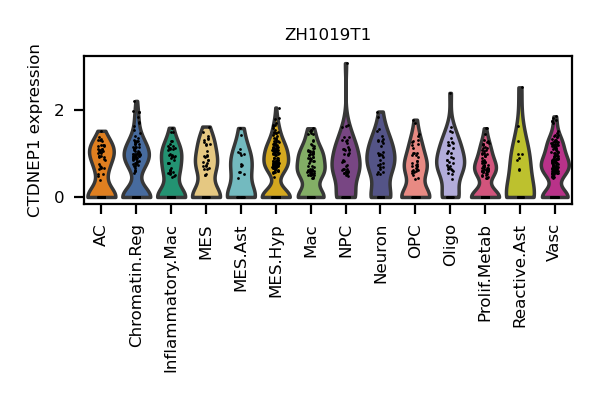 ZH1019T1
CTDNEP1 expression
2
0
AC
Chromatin.Reg
Inflammatory.Mac
MES
MES.Ast
MES.Hyp
Mac
NPC
Neuron
OPC
Oligo
Prolif.Metab
Reactive.Ast
Vasc